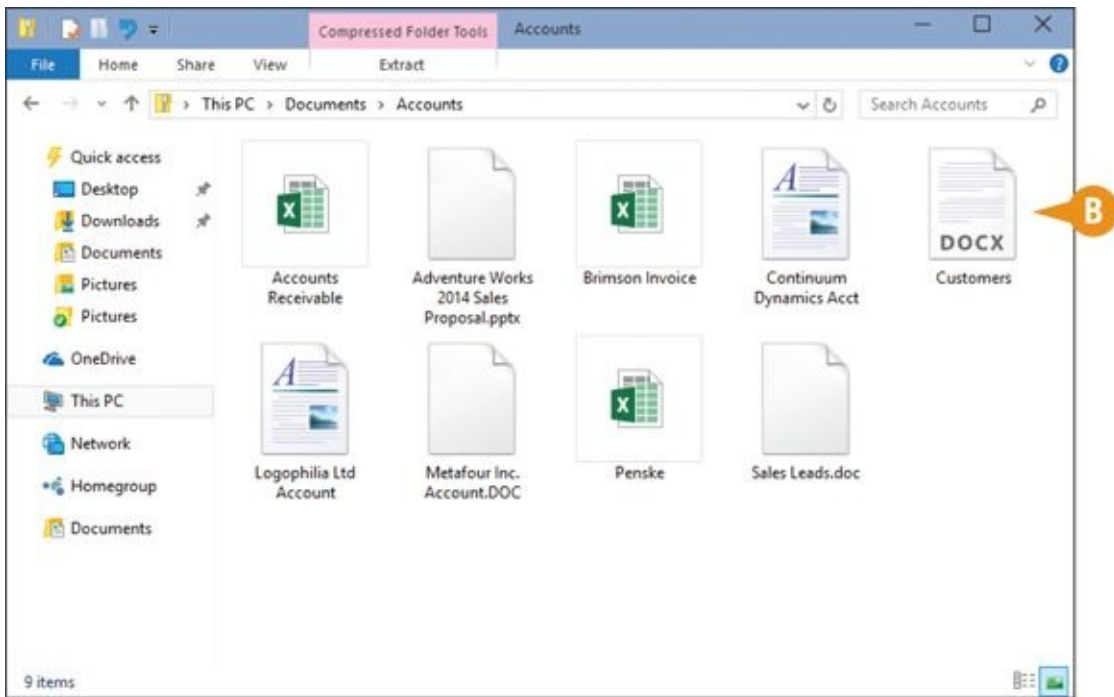 Compressed Folder Tools
Accounts
File
Home
Share
View
Extract
This PC > Documents > Accounts
Search Accounts
Quick access
Desktop
Downloads
Documents
Pictures
Pictures
OneDrive
This PC
Network
Homegroup
Documents
Accounts
Receivable
Adventure Works
2014 Sales
Proposal.pptx
Brimson Invoice
Continuum
Dynamics Acct
DOCX
Customers
B
Logophilia Ltd
Account
Metafour Inc.
Account.DOC
Penske
Sales Leads.doc
9 items